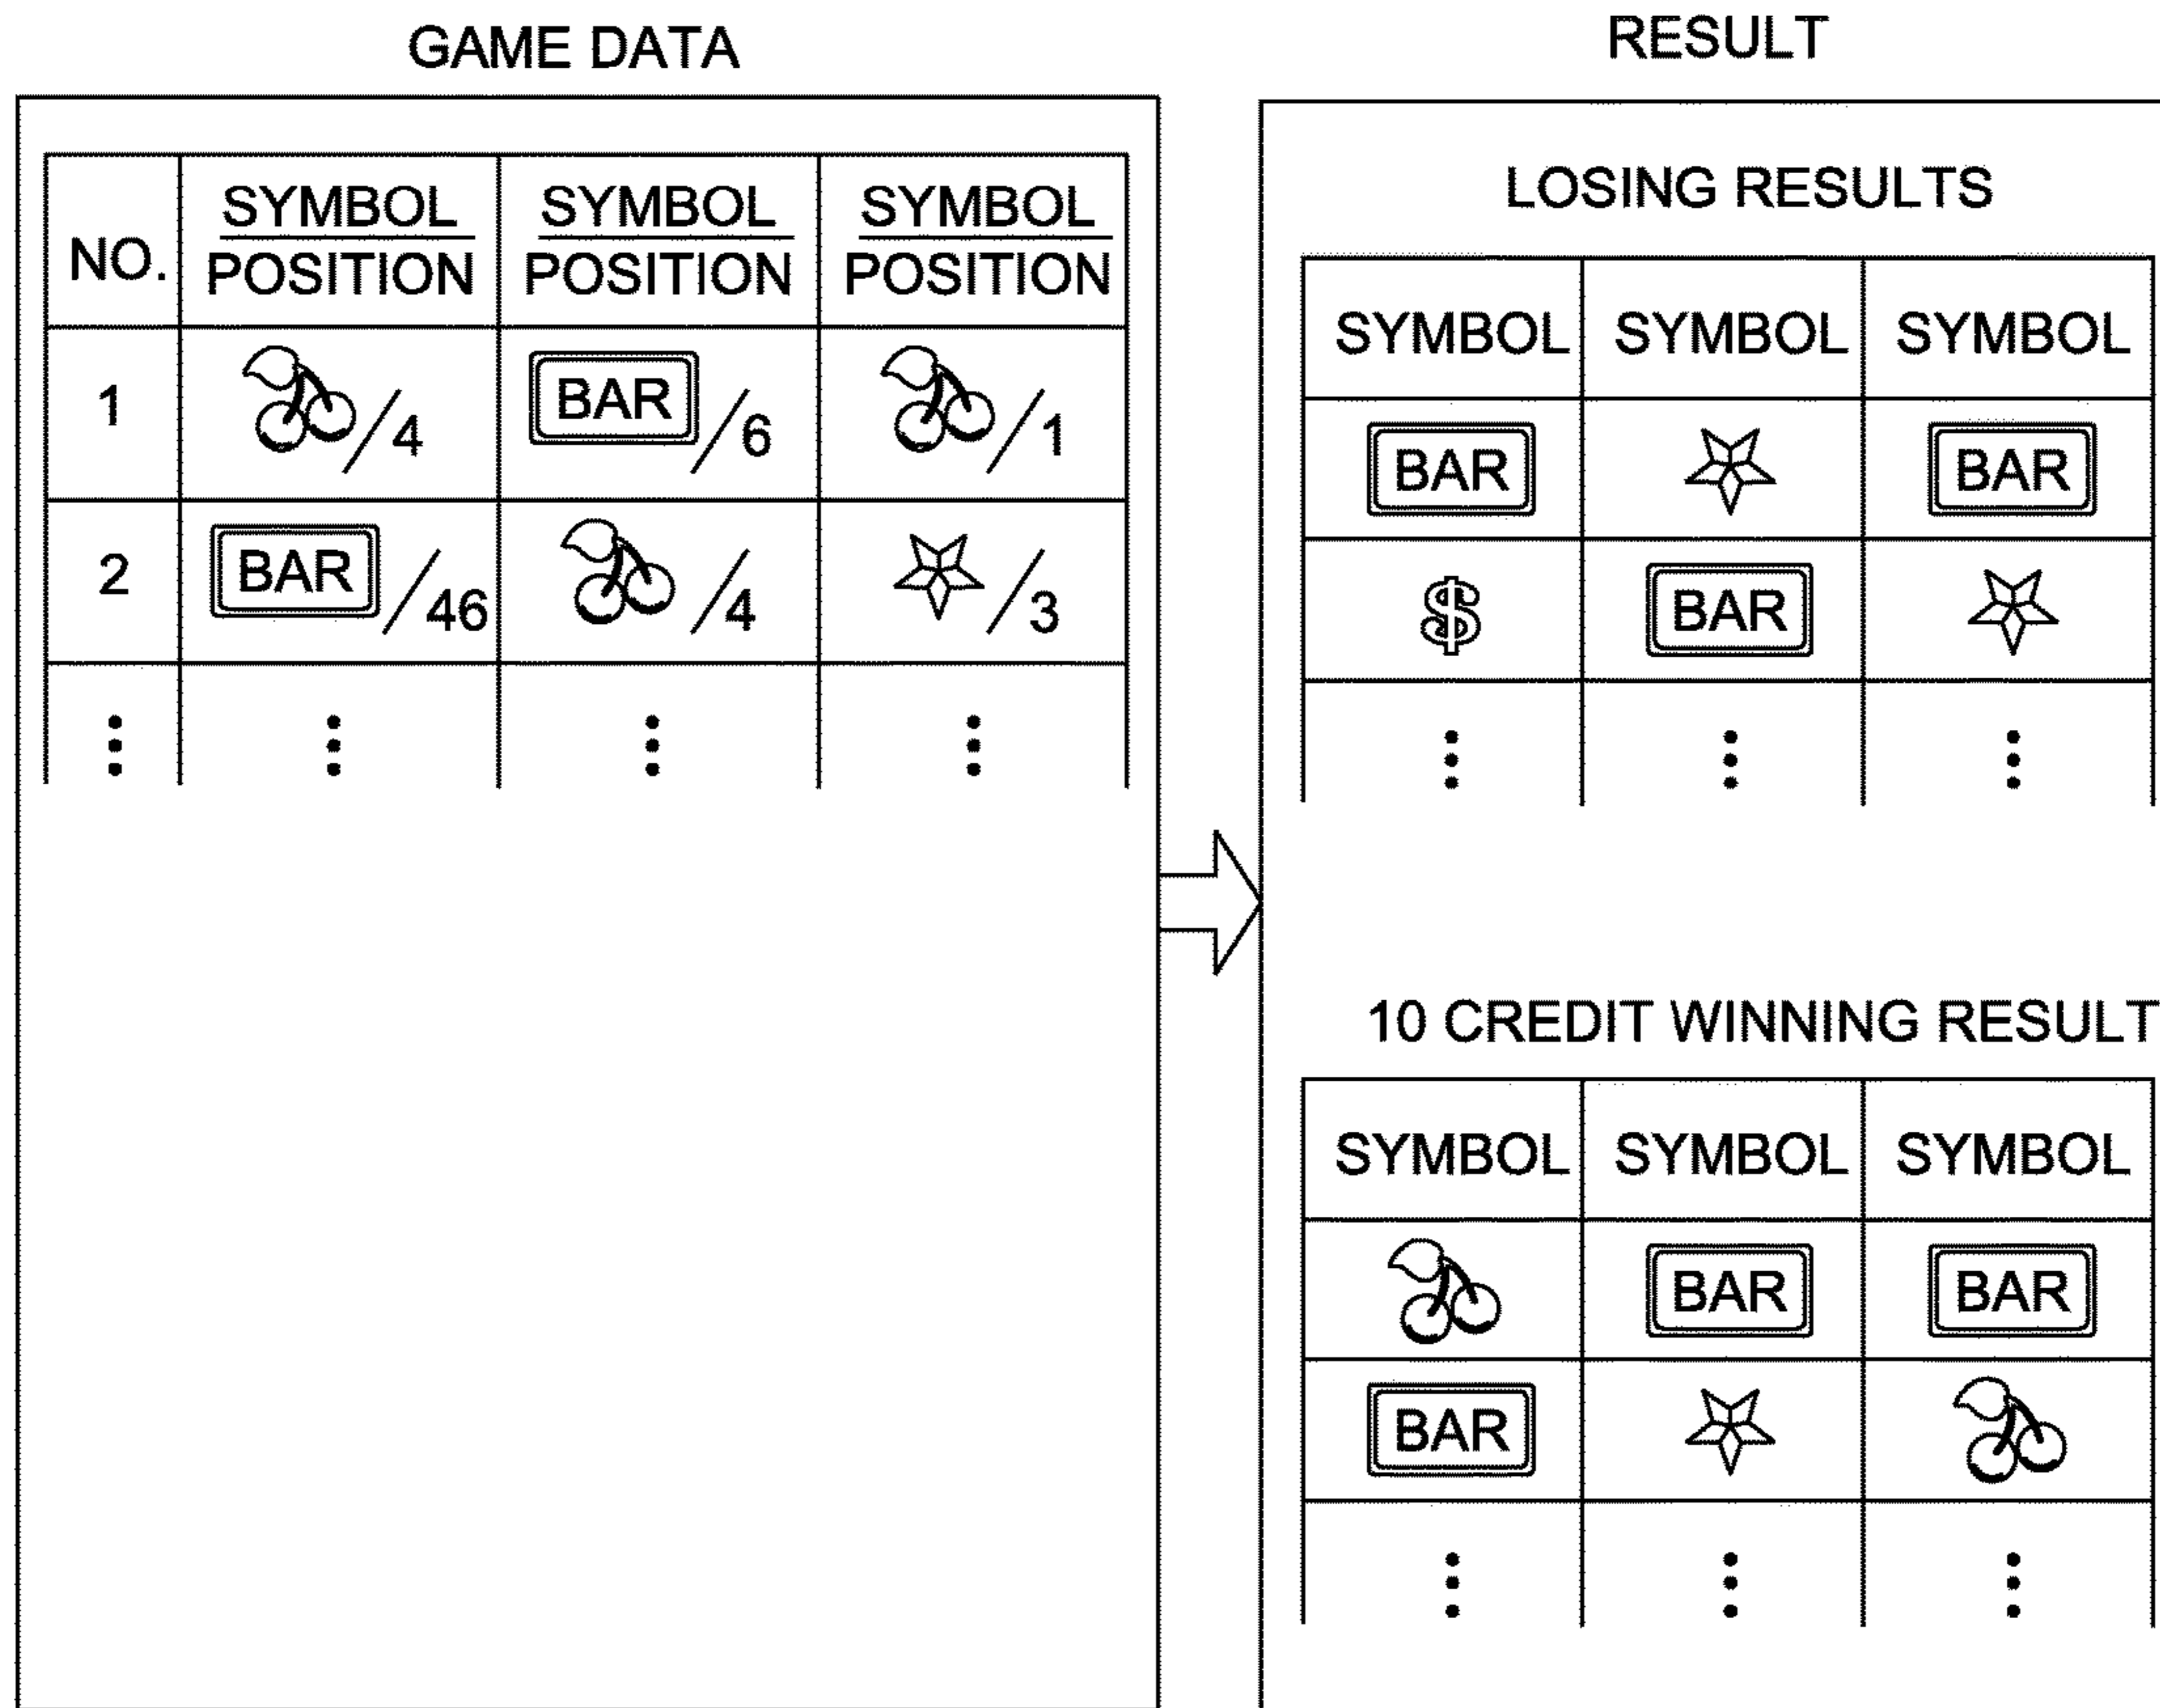 GAME DATA
NO. SYMBOL POSITION SYMBOL POSITION SYMBOL POSITION
1 /4 BAR /6 /1
2 BAR /46 /4 /3
RESULT
LOSING RESULTS
SYMBOL SYMBOL SYMBOL
BAR BAR
$ BAR
10 CREDIT WINNING RESULT
SYMBOL SYMBOL SYMBOL
BAR BAR
BAR